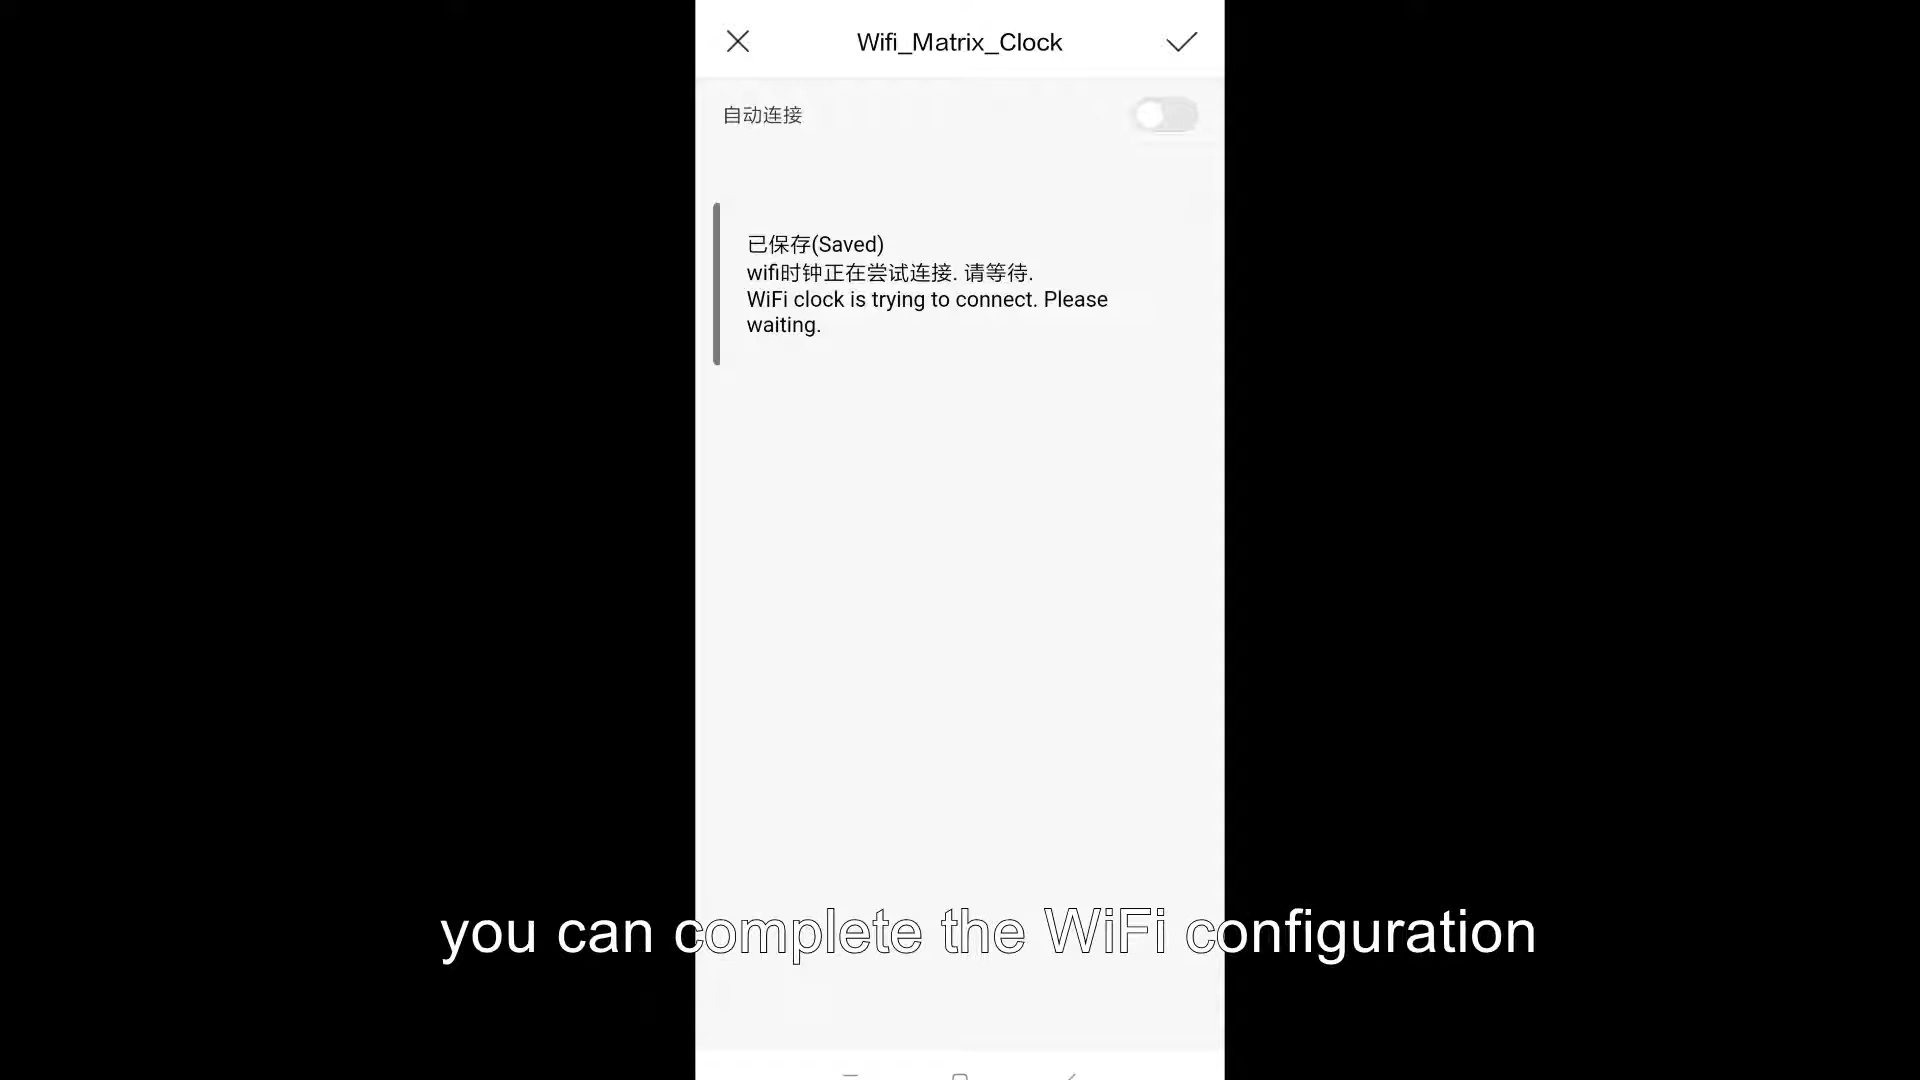 Wifi_Matrix_Clock
自动连接
已保存(Saved)
wifi时钟正在尝试连接. 请等待.
WiFi clock is trying to connect. Please
waiting.
you can complete the WiFi configuration